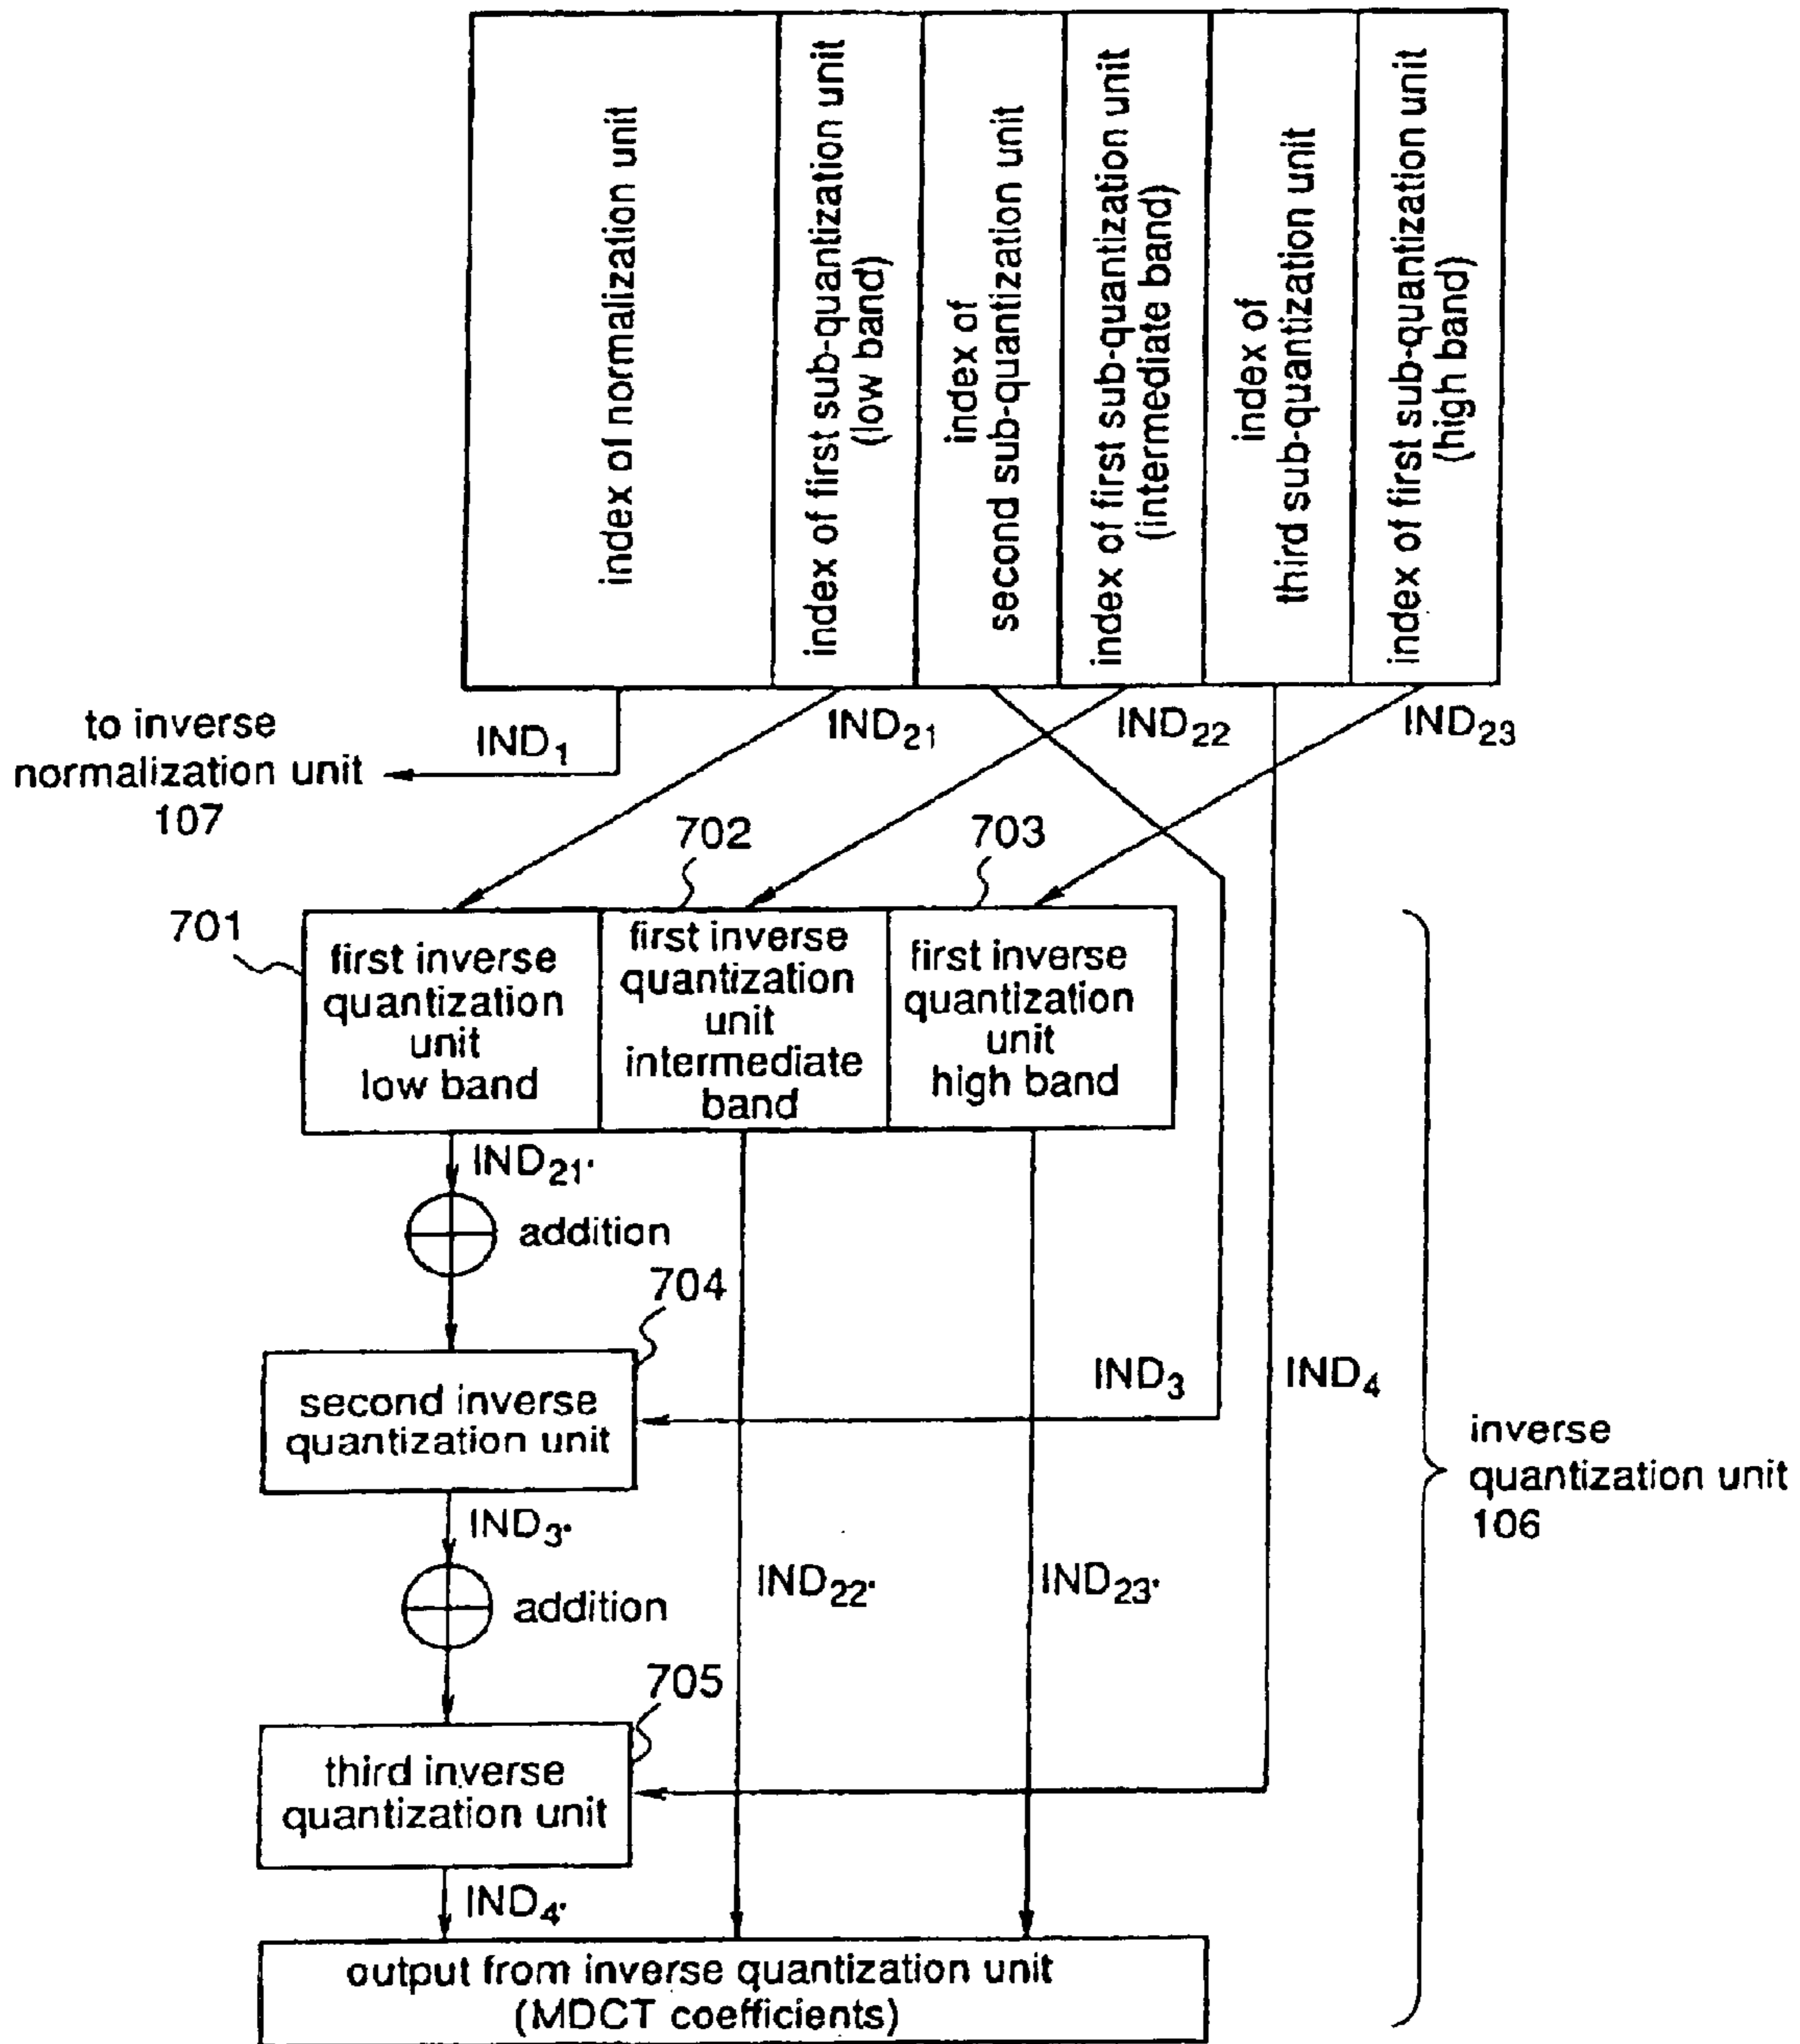 index of normalization unit
index of first sub-quantization unit
(low band)
index of
second sub-quantization unit
index of first sub-quantization unit
(intermediate band)
index of
third sub-quantization unit
index of first sub-quantization unit
(high band)
to inverse
normalization unit
107
IND1
IND21
IND22
IND23
702
703
701
first inverse
quantization
unit
low band
first inverse
quantization
unit
intermediate
band
first inverse
quantization
unit
high band
IND21'
addition
704
second inverse
quantization unit
IND3
IND4
inverse
quantization unit
106
IND3'
addition
IND22'
IND23'
705
third inverse
quantization unit
IND4'
output from inverse quantization unit
(MDCT coefficients)